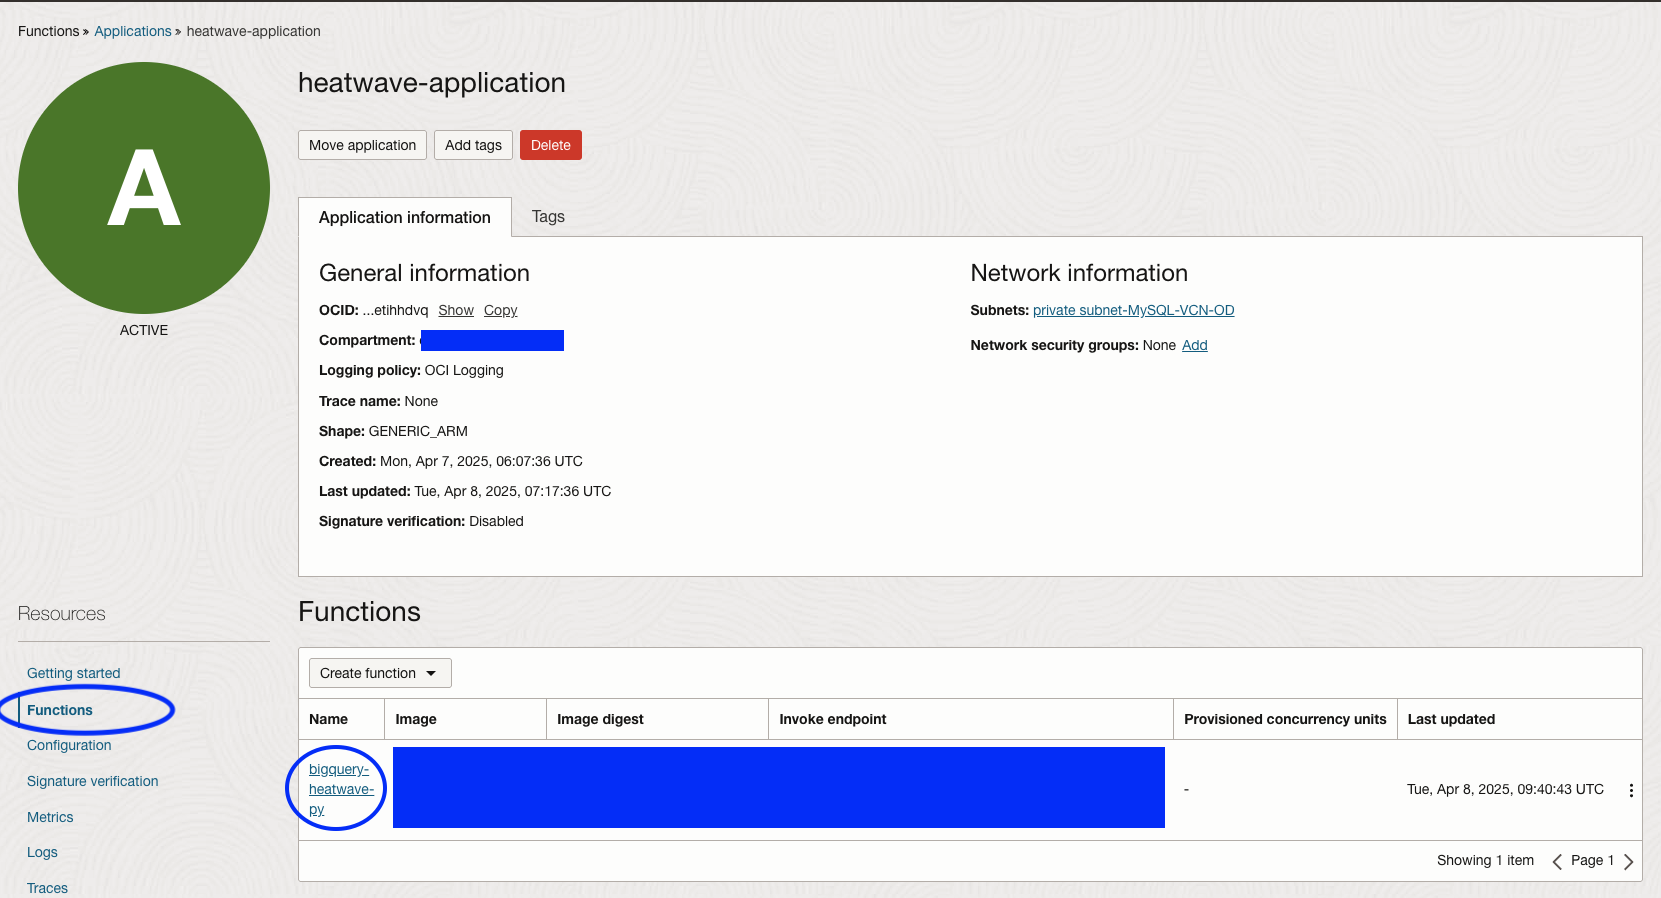 Functions » Applications » heatwave-application
A
ACTIVE
heatwave-application
Move application Add tags Delete
Application information Tags
General information
OCID: ...etihhdvq Show Copy
Compartment:
Logging policy: OCI Logging
Trace name: None
Shape: GENERIC_ARM
Created: Mon, Apr 7, 2025, 06:07:36 UTC
Last updated: Tue, Apr 8, 2025, 07:17:36 UTC
Signature verification: Disabled
Network information
Subnets: private subnet-MySQL-VCN-OD
Network security groups: None Add
Resources
Getting started
Functions
Configuration
Signature verification
Metrics
Logs
Traces
Functions
Create function
Name Image Image digest Invoke endpoint Provisioned concurrency units Last updated
bigquery-
heatwave-
py
- Tue, Apr 8, 2025, 09:40:43 UTC
Showing 1 item Page 1